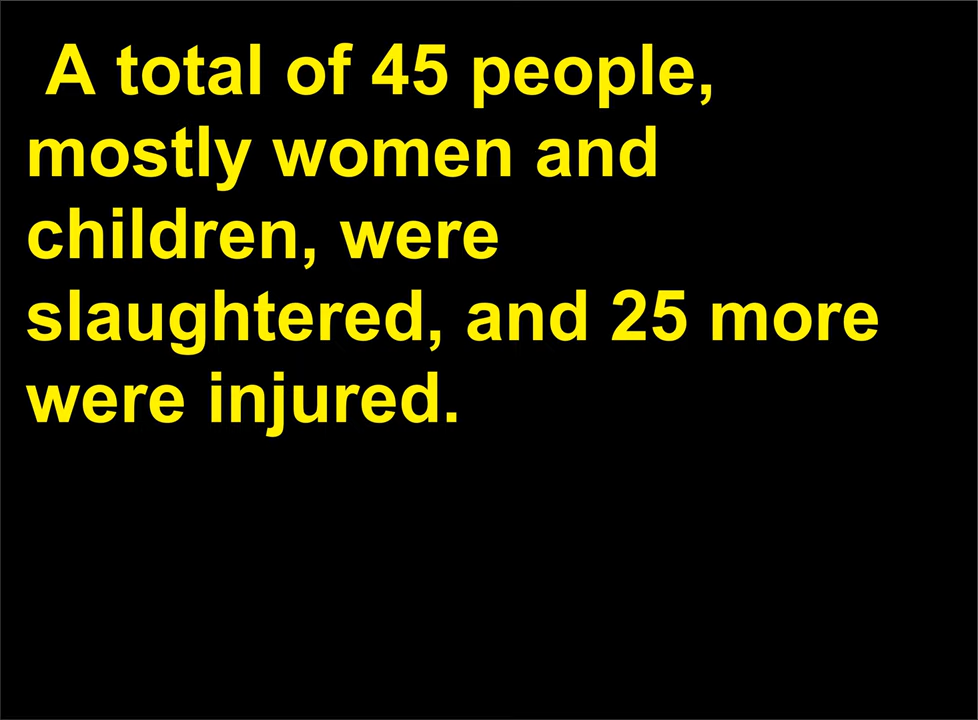 A total of 45 people,
mostly women and
children, were
slaughtered, and 25 more
were injured.